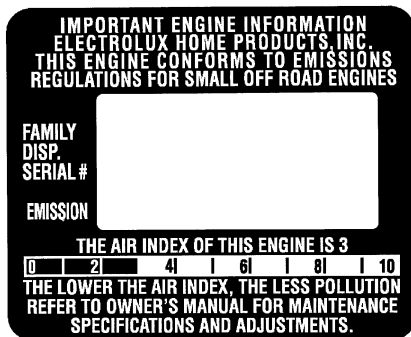 IMPORTANT ENGINE INFORMATION
ELECTROLUX HOME PRODUCTS, INC.
THIS ENGINE CONFORMS TO EMISSIONS
REGULATIONS FOR SMALL OFF ROAD ENGINES
FAMILY
DISP.
SERIAL #
EMISSION
THE AIR INDEX OF THIS ENGINE IS 3
0 2 4 6 8 10
THE LOWER THE AIR INDEX, THE LESS POLLUTION
REFER TO OWNER'S MANUAL FOR MAINTENANCE
SPECIFICATIONS AND ADJUSTMENTS.